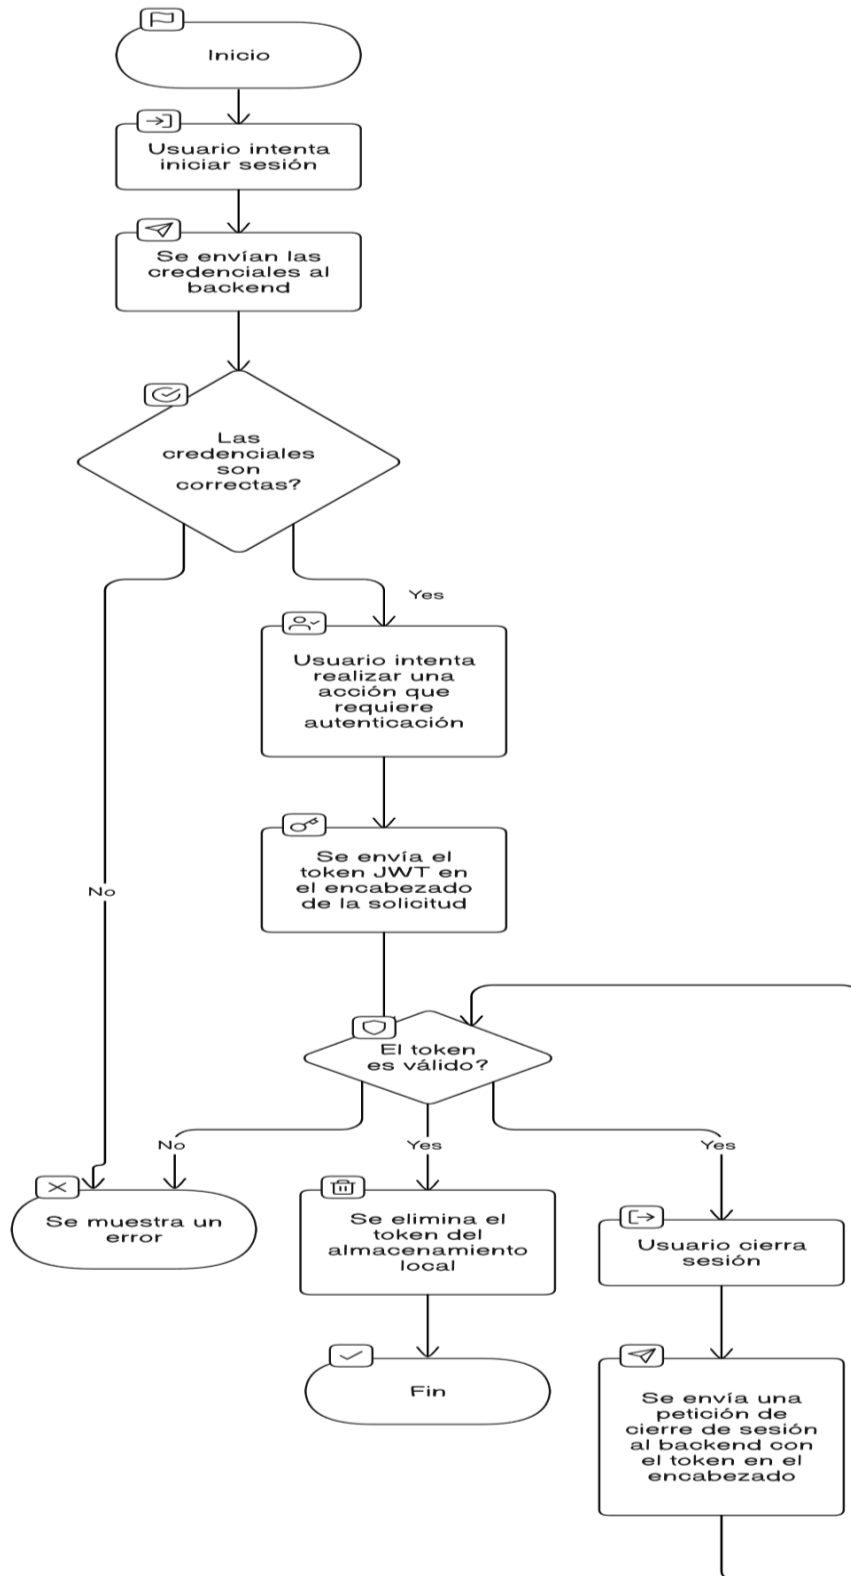 Inicio
Usuario intenta
iniciar sesión
Se envían las
credenciales al
backend
Las
credenciales
son
correctas?
Yes
Usuario intenta
realizar una
acción que
requiere
autenticación
Se envía el
token JWT en
el encabezado
de la solicitud
No
El token
es válido?
No
Yes
Yes
Se muestra un
error
Se elimina el
token del
almacenamiento
local
Usuario cierra
sesión
Fin
Se envía una
petición de
cierre de sesión
al backend con
el token en el
encabezado